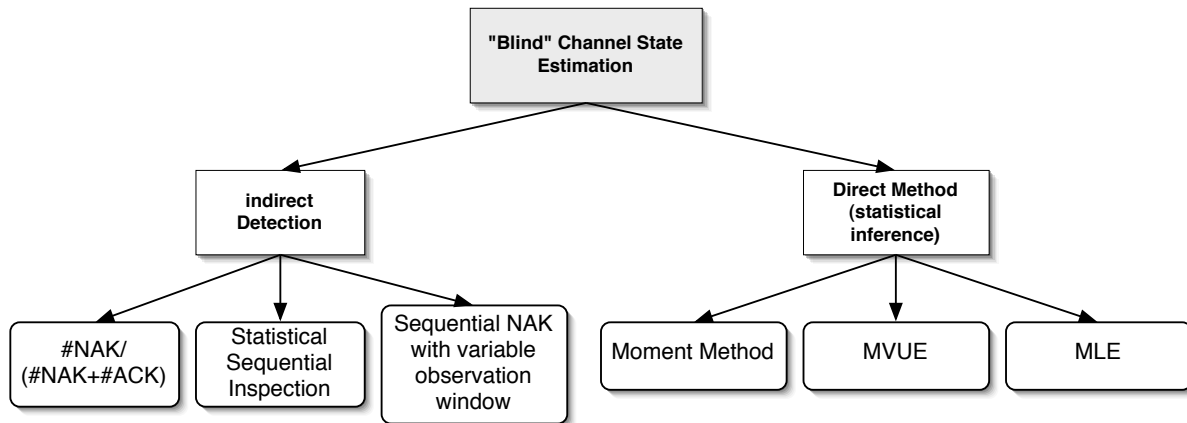 "Blind" Channel State
Estimation
indirect
Detection
Direct Method
(statistical
inference)
#NAK/
(#NAK+#ACK)
Statistical
Sequential
Inspection
Sequential NAK
with variable
observation
window
Moment Method
MVUE
MLE